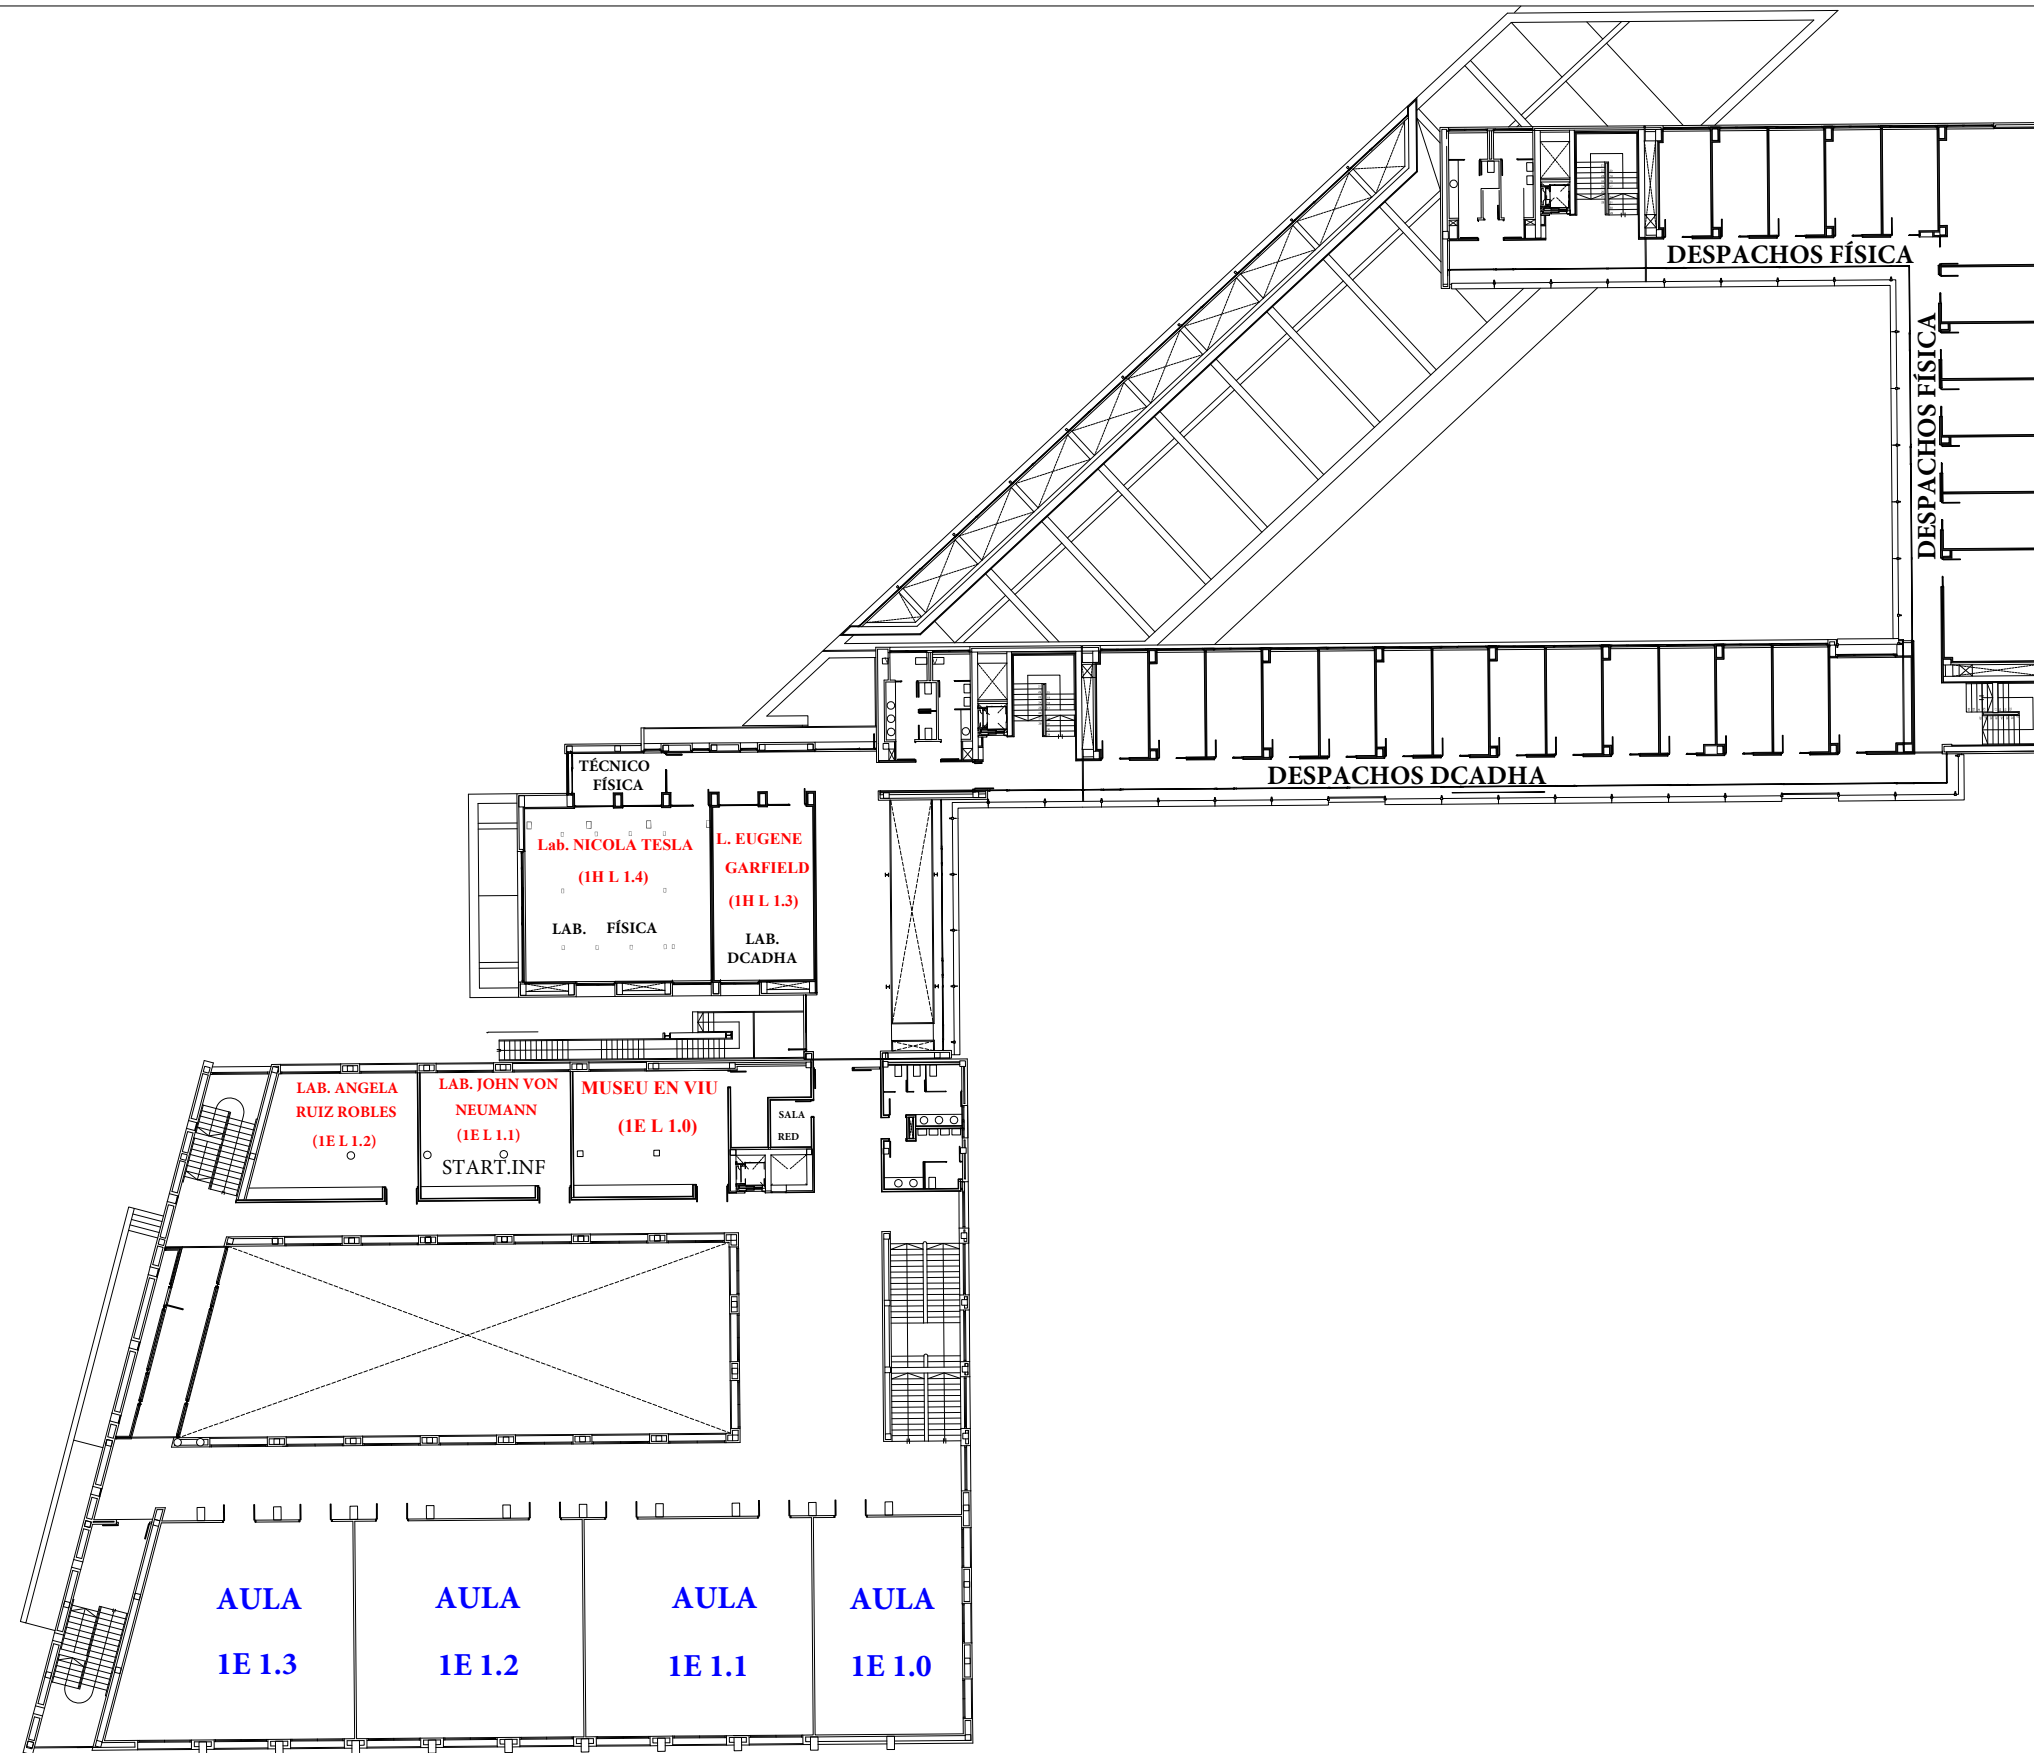 DESPACHOS FÍSICA
DESPACHOS FÍSICA
TÉCNICO
FÍSICA
DESPACHOS DCADHA
Lab. NICOLA TESLA
(1H L 1.4)
LAB. FÍSICA
L. EUGENE
GARFIELD
(1H L 1.3)
LAB.
DCADHA
LAB. ANGELA
RUIZ ROBLES
(1E L 1.2)
LAB. JOHN VON
NEUMANN
(1E L 1.1)
START.INF
MUSEU EN VIU
(1E L 1.0)
SALA
RED
AULA
1E 1.3
AULA
1E 1.2
AULA
1E 1.1
AULA
1E 1.0